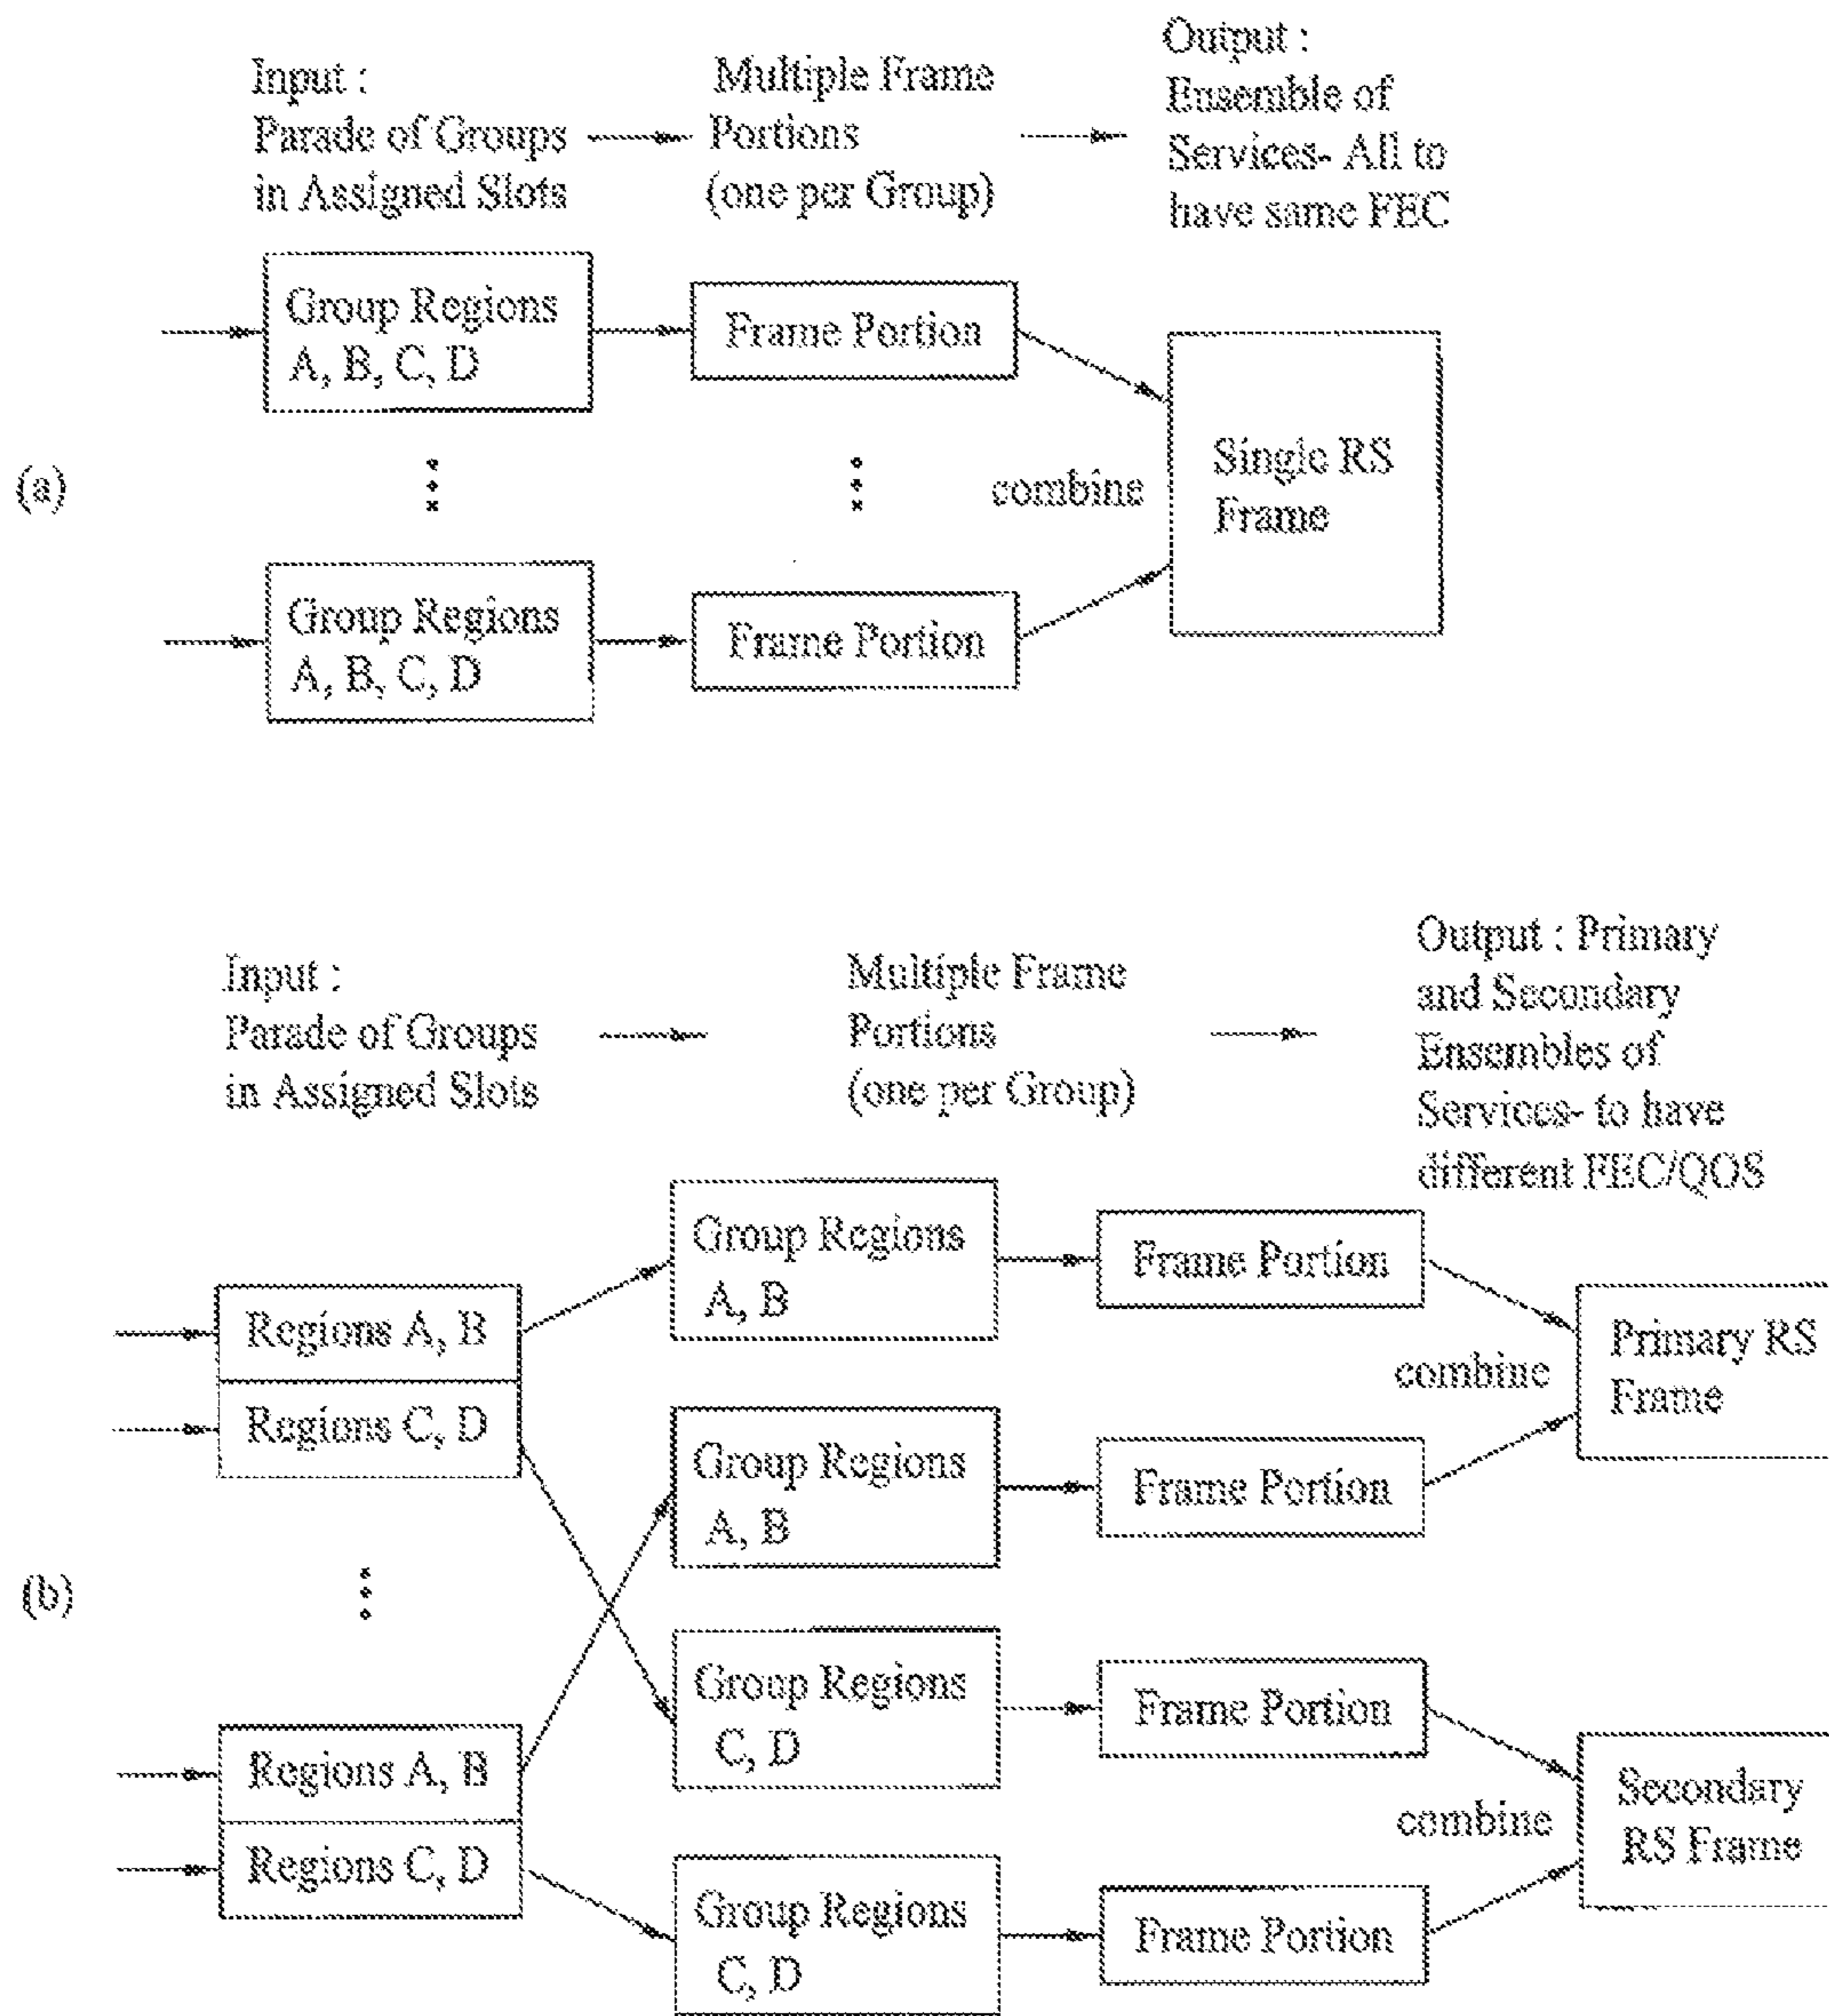 Input :
Parade of Groups
in Assigned Slots
Multiple Frame
Portions
(one per Group)
Output :
Ensemble of
Services- All to
have same FEC
(a)
Group Regions
A, B, C, D
Frame Portion
Group Regions
A, B, C, D
Frame Portion
combine
Single RS
Frame
Input :
Parade of Groups
in Assigned Slots
Multiple Frame
Portions
(one per Group)
Output : Primary
and Secondary
Ensembles of
Services- to have
different FEC/QOS
(b)
Regions A, B
Regions C, D
Regions A, B
Regions C, D
Group Regions
A, B
Group Regions
A, B
Group Regions
C, D
Group Regions
C, D
Frame Portion
Frame Portion
Frame Portion
Frame Portion
combine
Primary RS
Frame
combine
Secondary
RS Frame